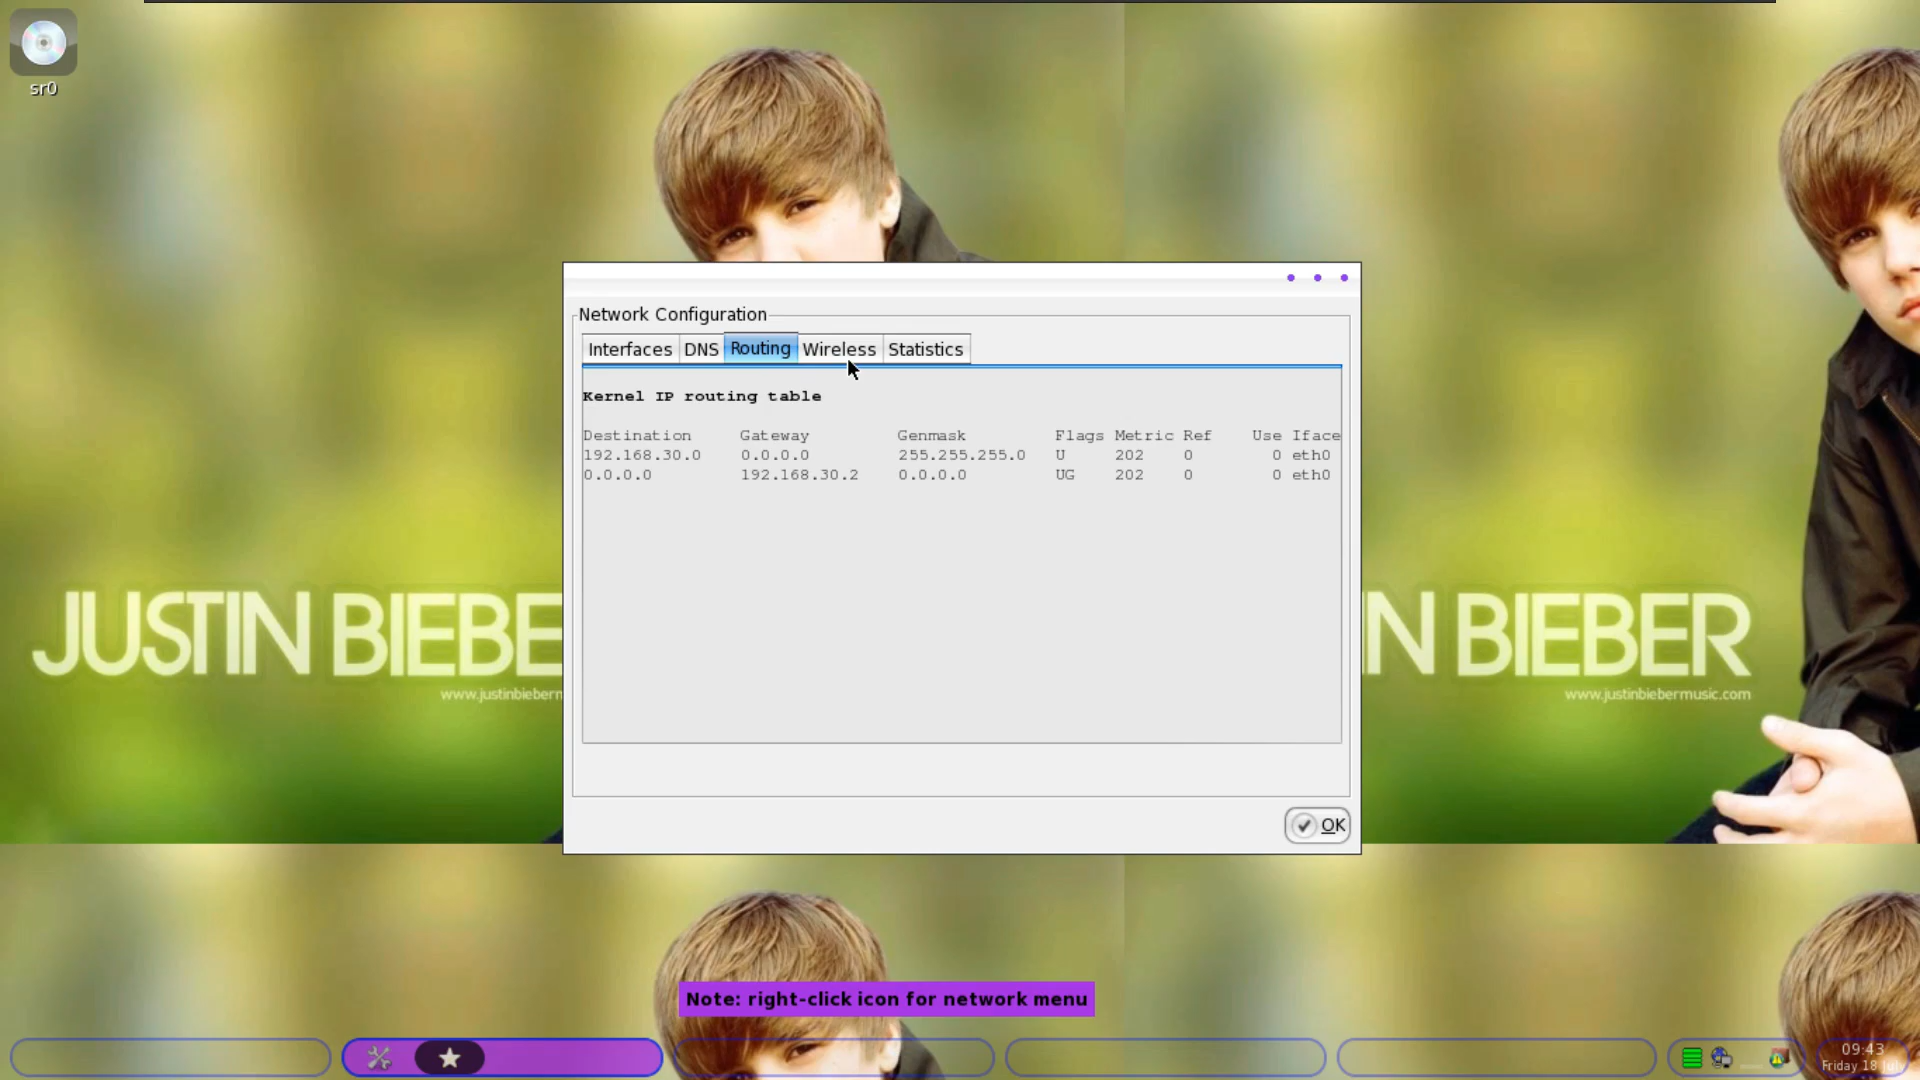 sr0
Network Configuration
Interfaces DNS Routing Wireless Statistics
Kernel IP routing table
Destination Gateway Genmask Flags Metric Ref Use Iface
192.168.30.0 0.0.0.0 255.255.255.0 U 202 0 0 eth0
0.0.0.0 192.168.30.2 0.0.0.0 UG 202 0 0 eth0
JUSTIN BIEBE
IN BIEBER
www.justinbieberm
www.justinbiebermusic.com
OK
Note: right-click icon for network menu
09:43
Friday 18 July